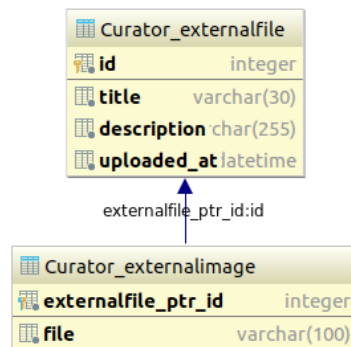 Curator_externalfile
id integer
title varchar(30)
description char(255)
uploaded_at latetime
externalfile_ptr_id:id
Curator_externalimage
externalfile_ptr_id integer
file varchar(100)